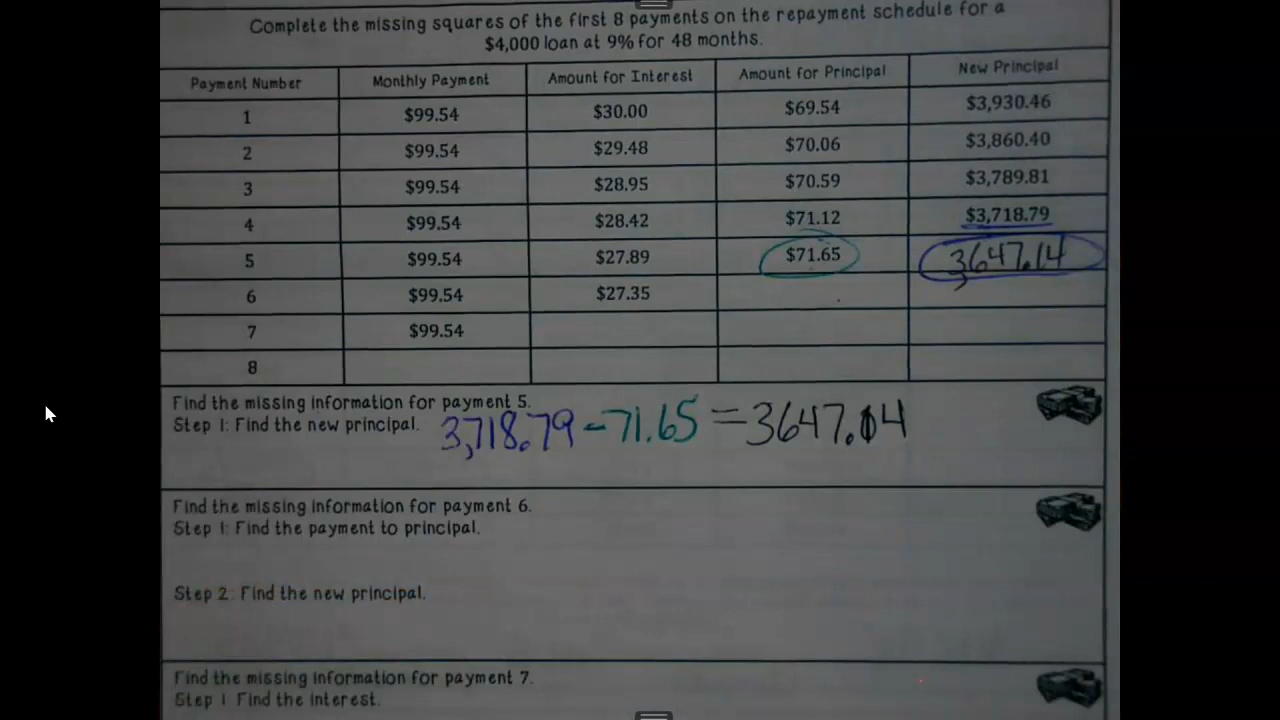 Complete the missing squares of the first 8 payments on the repayment schedule for a
$4,000 loan at 9% for 48 months.
Payment Number Monthly Payment Amount for Interest Amount for Principal New Principal
1 $99.54 $30.00 $69.54 $3,930.46
2 $99.54 $29.48 $70.06 $3,860.40
3 $99.54 $28.95 $70.59 $3,789.81
4 $99.54 $28.42 $71.12 $3,718.79
5 $99.54 $27.89 $71.65 3,647.14
6 $99.54 $27.35
7 $99.54
8
Find the missing information for payment 5.
Step 1: Find the new principal. 3,718.79 - 71.65 = 3647.14
Find the missing information for payment 6.
Step 1: Find the payment to principal.
Step 2: Find the new principal.
Find the missing information for payment 7.
Step 1 Find the interest.